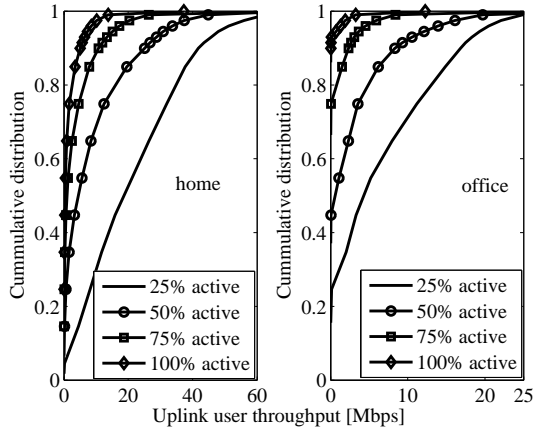 1
0.8
0.6
0.4
0.2
0
Cummulative distribution
home
25% active
50% active
75% active
100% active
0 20 40 60
1
0.8
0.6
0.4
0.2
0
Cummulative distribution
office
25% active
50% active
75% active
100% active
0 5 10 15 20 25
Uplink user throughput [Mbps]